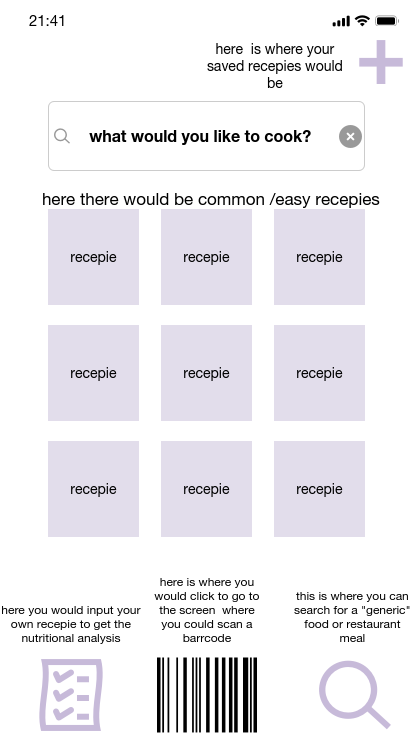 21:41
here  is where your
saved recepies would
be
what would you like to cook?
here there would be common /easy recepies
recepie
recepie
recepie
recepie
recepie
recepie
recepie
recepie
recepie
here you would input your
own recepie to get the
nutritional analysis
here is where you
would click to go to
the screen  where
you could scan a
barrcode
this is where you can
search for a "generic"
food or restaurant
meal